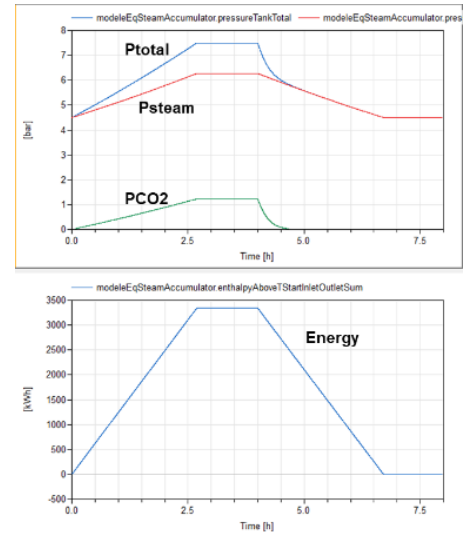 modeleEqSteamAccumulator.pressureTankTotal modeleEqSteamAccumulator.pres
8
7
6
5
4
3
2
1
0
[bar]
Ptotal
Psteam
PCO2
0.0 2.5 5.0 7.5
Time [h]
modeleEqSteamAccumulator.enthalpyAboveTStartInletOutletSum
3500
3000
2500
2000
1500
1000
500
0
-500
[kWh]
Energy
0.0 2.5 5.0 7.5
Time [h]